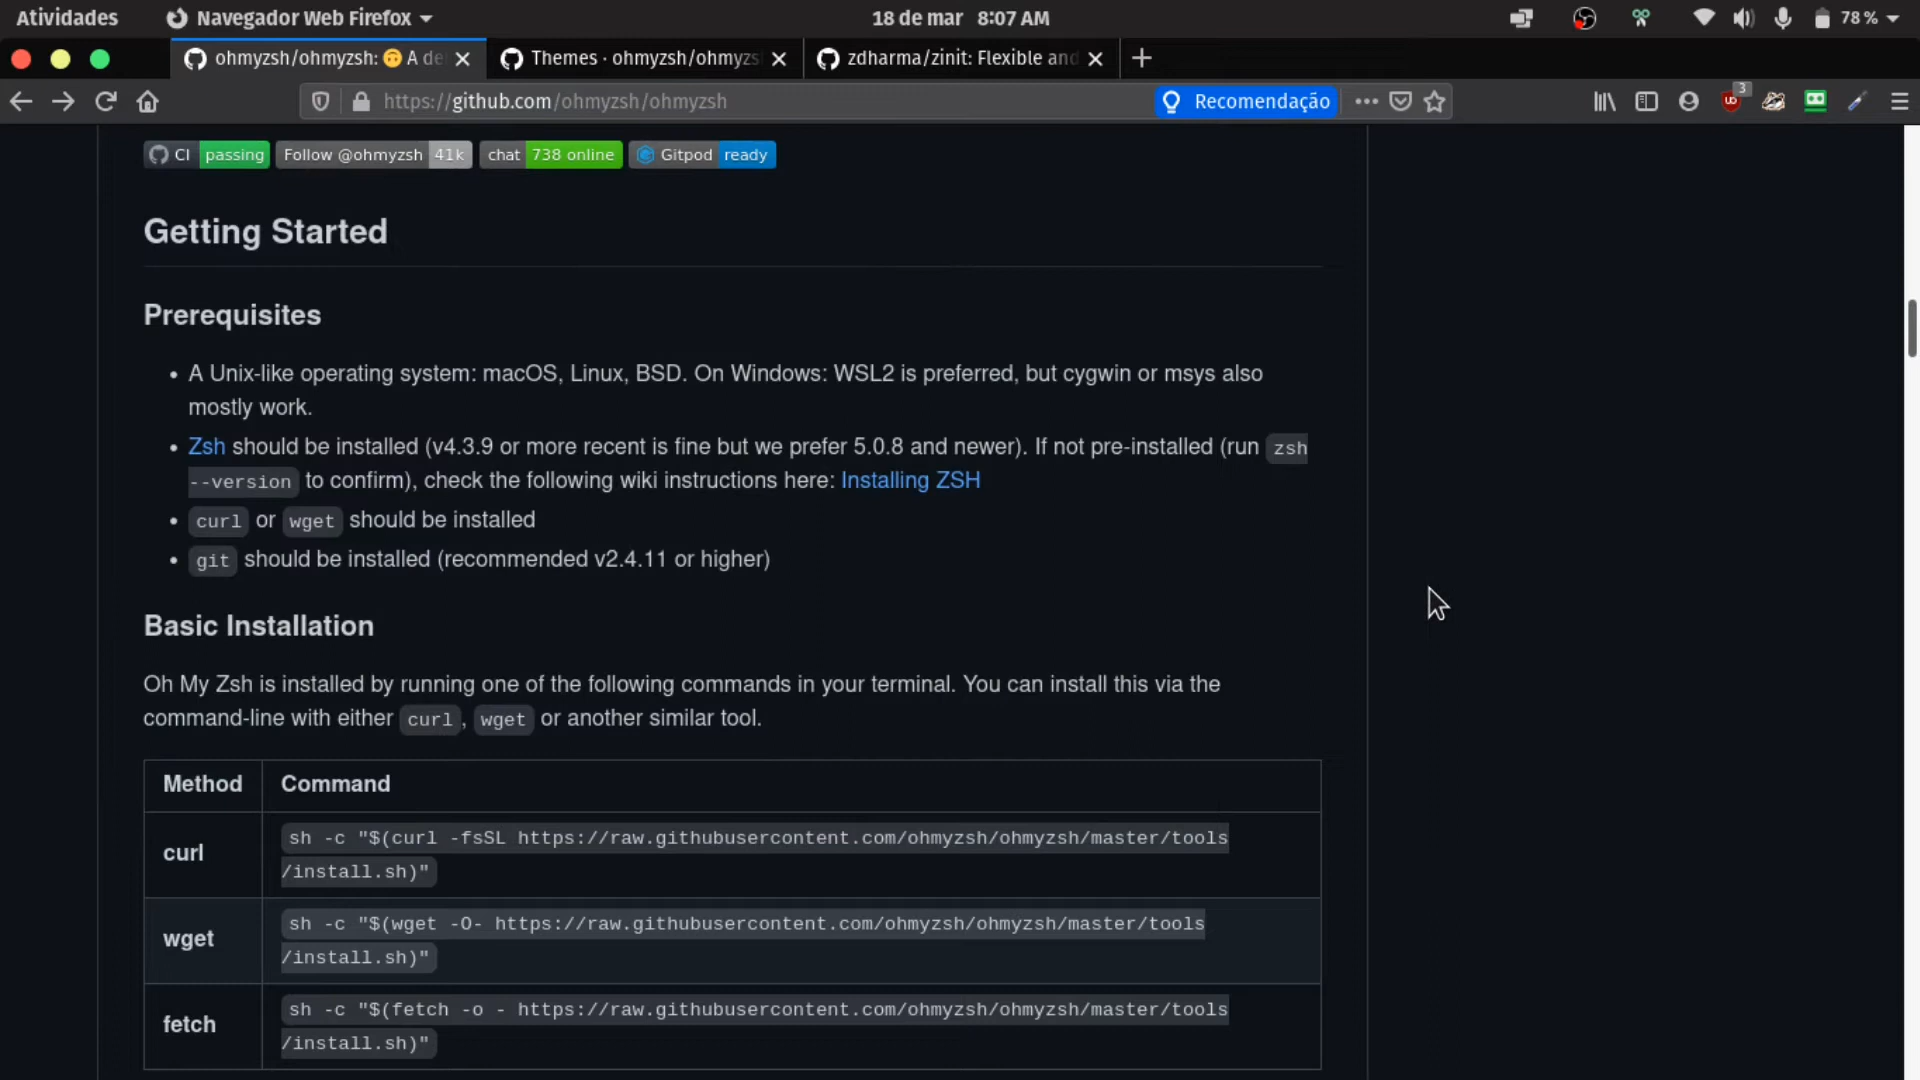 Atividades
Navegador Web Firefox
18 de mar 8:07 AM
78 %
ohmyzsh/ohmyzsh: 🙃 A de
Themes · ohmyzsh/ohmyzs
zdharma/zinit: Flexible and
https://github.com/ohmyzsh/ohmyzsh
Recomendação
3
CI passing
Follow @ohmyzsh 41k
chat 738 online
Gitpod ready
Getting Started
Prerequisites
• A Unix-like operating system: macOS, Linux, BSD. On Windows: WSL2 is preferred, but cygwin or msys also
mostly work.
• Zsh should be installed (v4.3.9 or more recent is fine but we prefer 5.0.8 and newer). If not pre-installed (run zsh
--version to confirm), check the following wiki instructions here: Installing ZSH
• curl or wget should be installed
• git should be installed (recommended v2.4.11 or higher)
Basic Installation
Oh My Zsh is installed by running one of the following commands in your terminal. You can install this via the
command-line with either curl, wget or another similar tool.
Method Command
curl sh -c "$(curl -fsSL https://raw.githubusercontent.com/ohmyzsh/ohmyzsh/master/tools
/install.sh)"
wget sh -c "$(wget -O- https://raw.githubusercontent.com/ohmyzsh/ohmyzsh/master/tools
/install.sh)"
fetch sh -c "$(fetch -o - https://raw.githubusercontent.com/ohmyzsh/ohmyzsh/master/tools
/install.sh)"